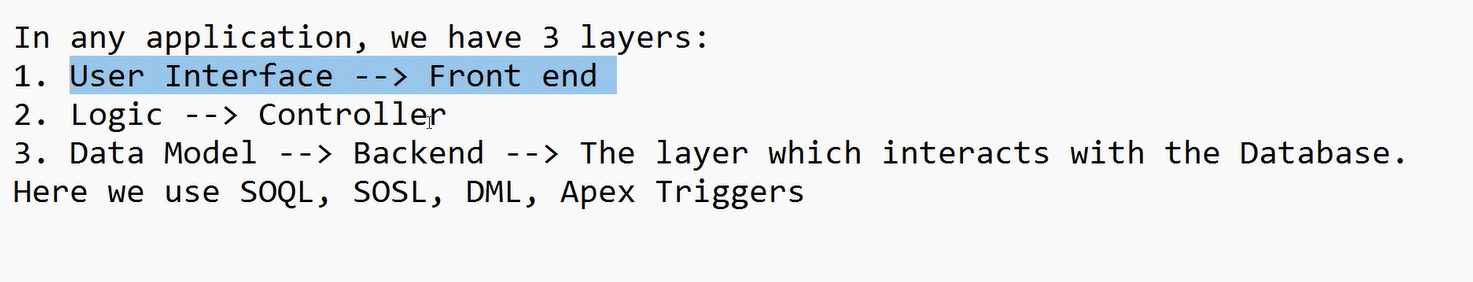 In any application, we have 3 layers:
1. User Interface --> Front end
2. Logic --> Controller
3. Data Model --> Backend --> The layer which interacts with the Database.
Here we use SOQL, SOSL, DML, Apex Triggers